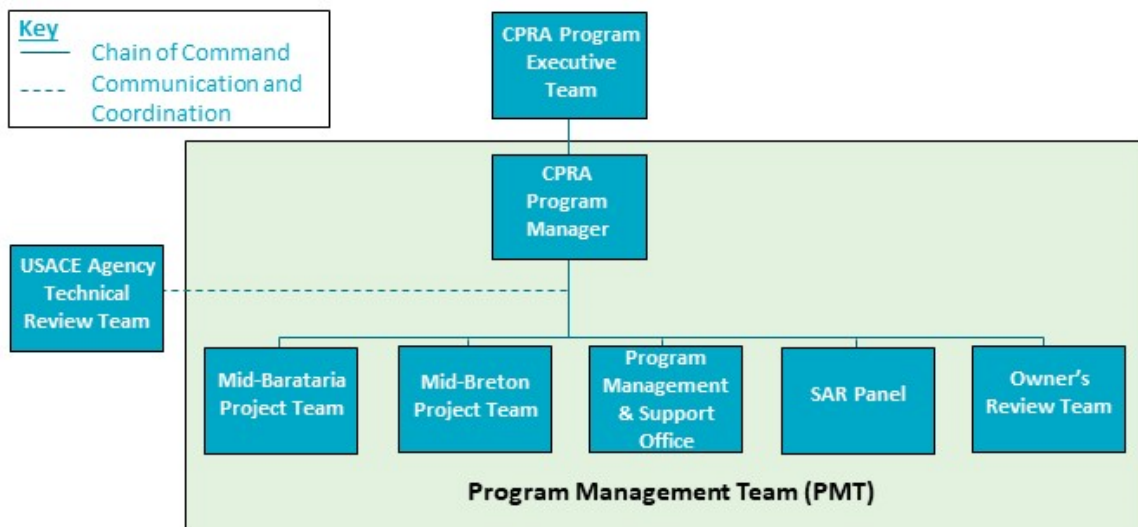 Key
Chain of Command
Communication and
Coordination
CPRA Program
Executive
Team
CPRA
Program
Manager
USACE Agency
Technical
Review Team
Mid-Barataria
Project Team
Mid-Breton
Project Team
Program
Management
& Support
Office
SAR Panel
Owner's
Review Team
Program Management Team (PMT)